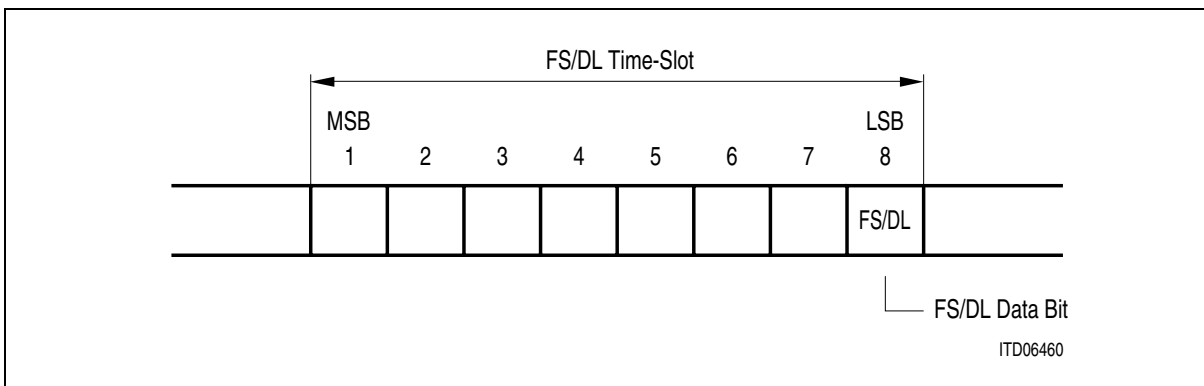 FS/DL Time-Slot
MSB LSB
1 2 3 4 5 6 7 8
FS/DL
FS/DL Data Bit
ITD06460